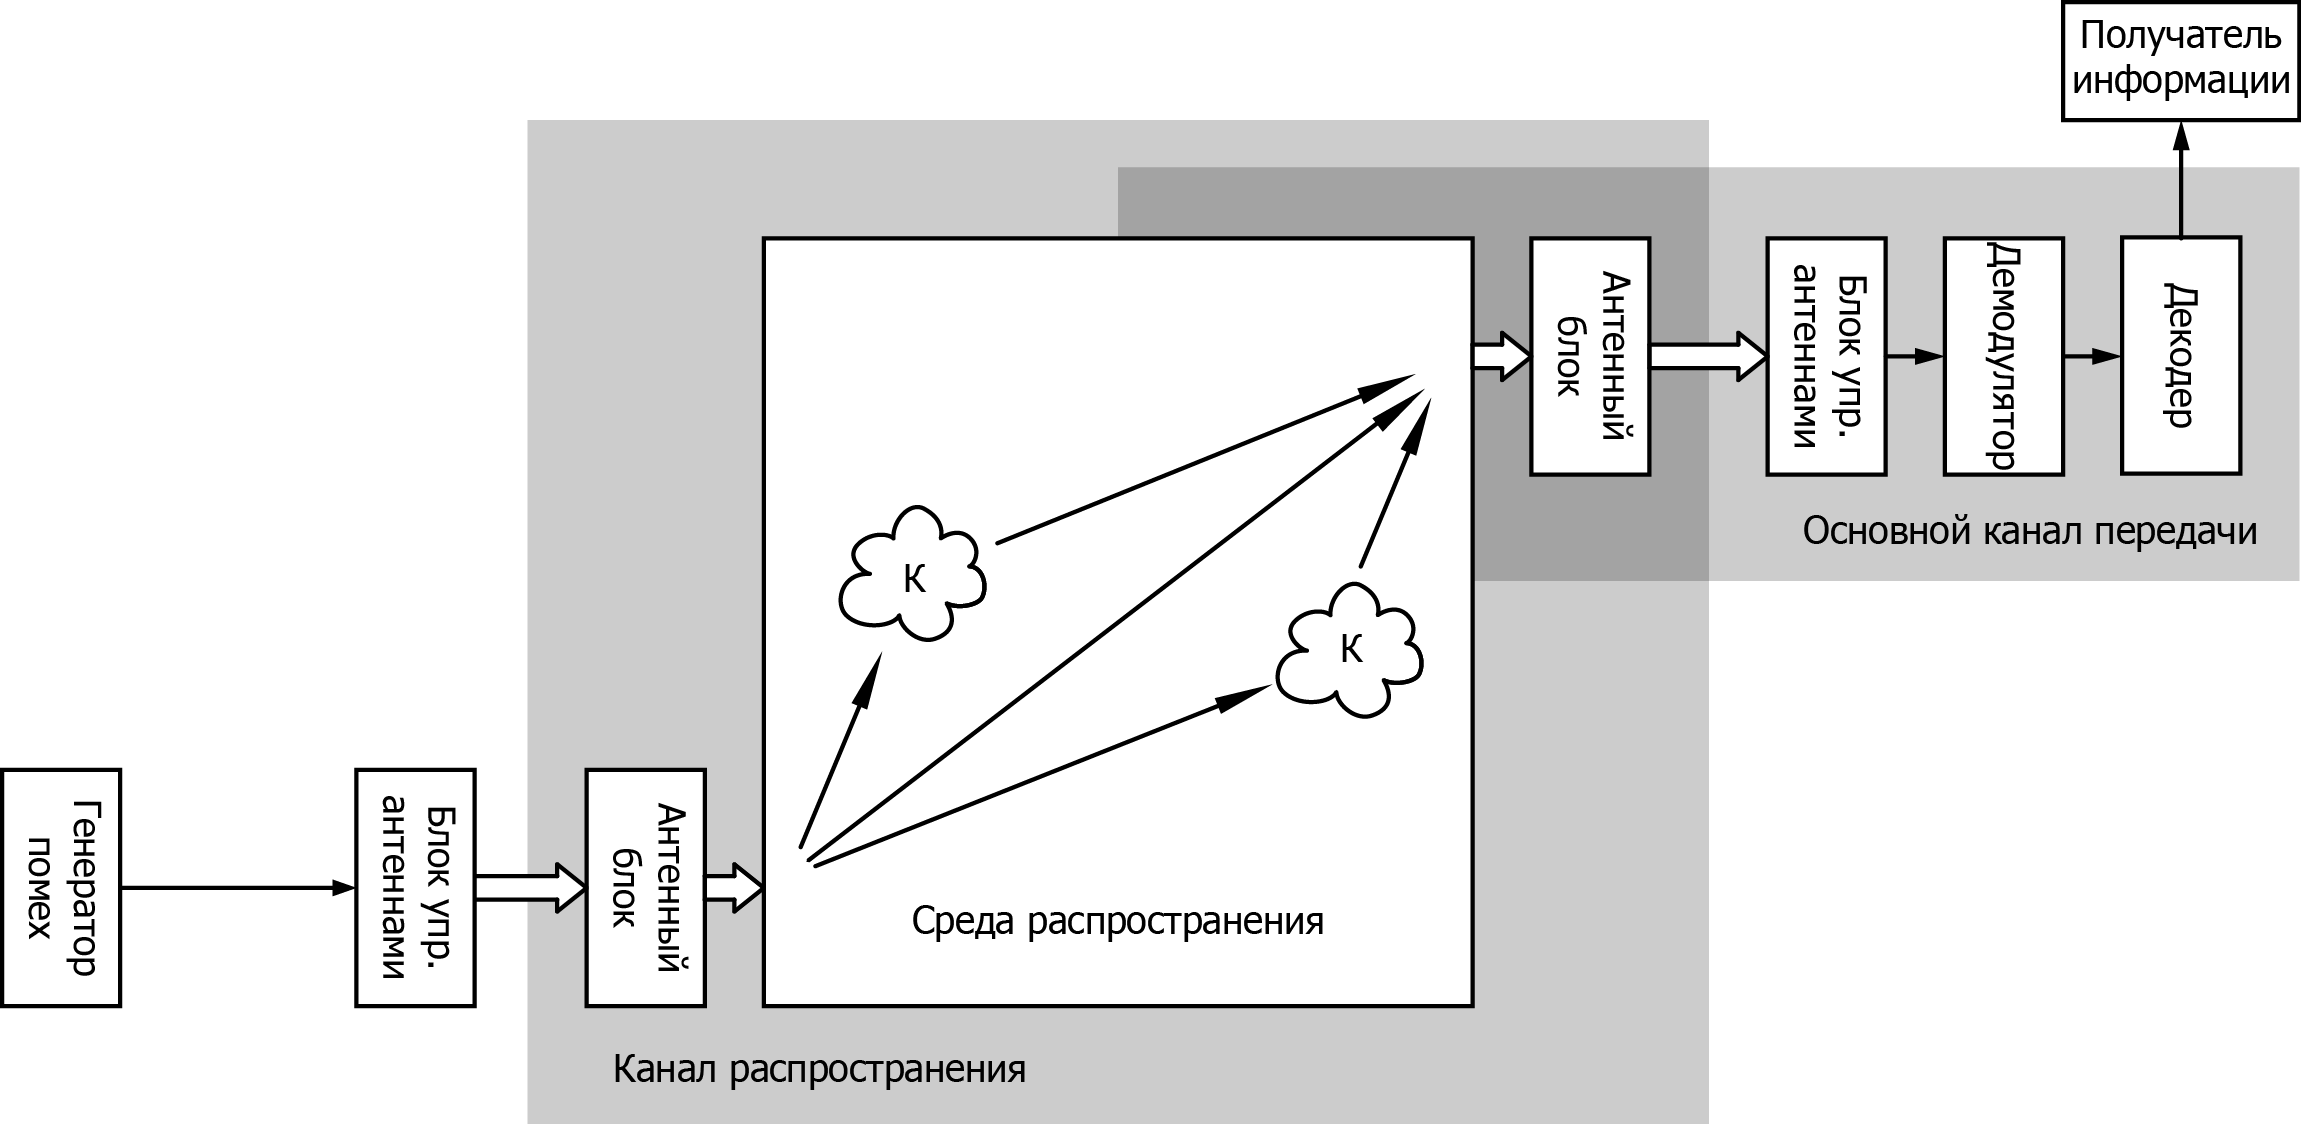 Получатель
информации
Антенный
блок
Блок упр.
антеннами
Демодулятор
Декодер
Основной канал передачи
К
К
Генератор
помех
Блок упр.
антеннами
Антенный
блок
Среда распространения
Канал распространения